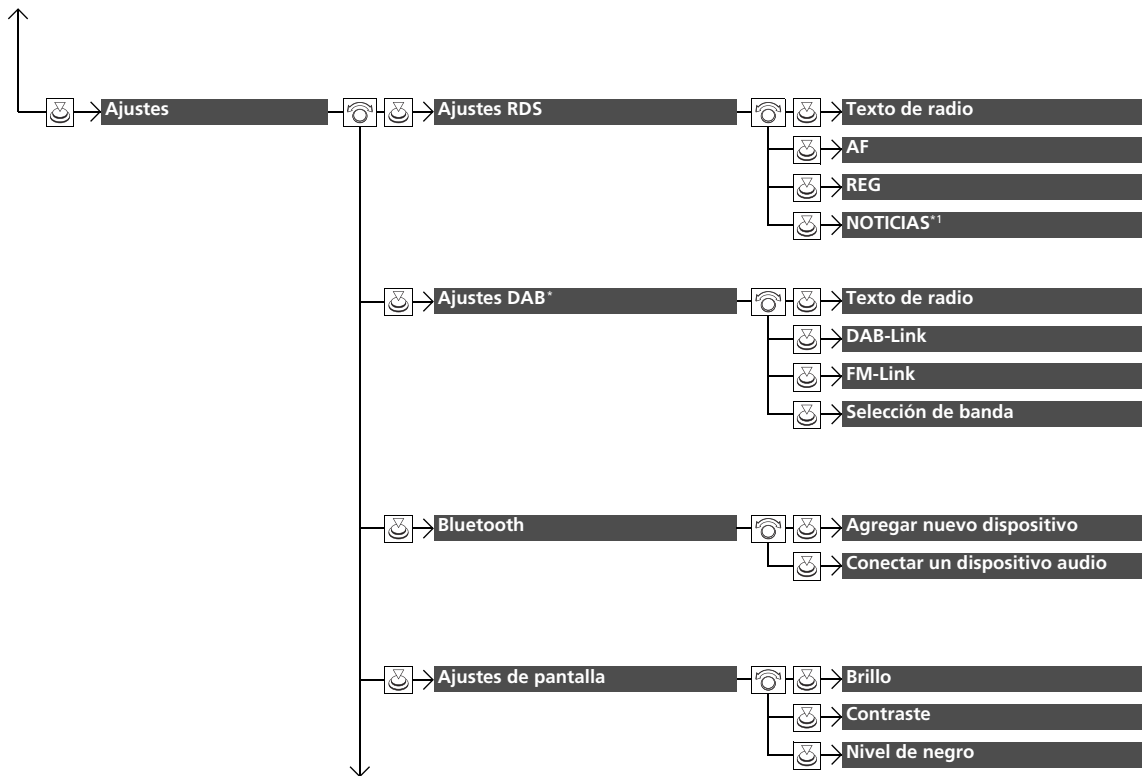 Ajustes
Ajustes RDS
Texto de radio
AF
REG
NOTICIAS*1
Ajustes DAB*
Texto de radio
DAB-Link
FM-Link
Selección de banda
Bluetooth
Agregar nuevo dispositivo
Conectar un dispositivo audio
Ajustes de pantalla
Brillo
Contraste
Nivel de negro